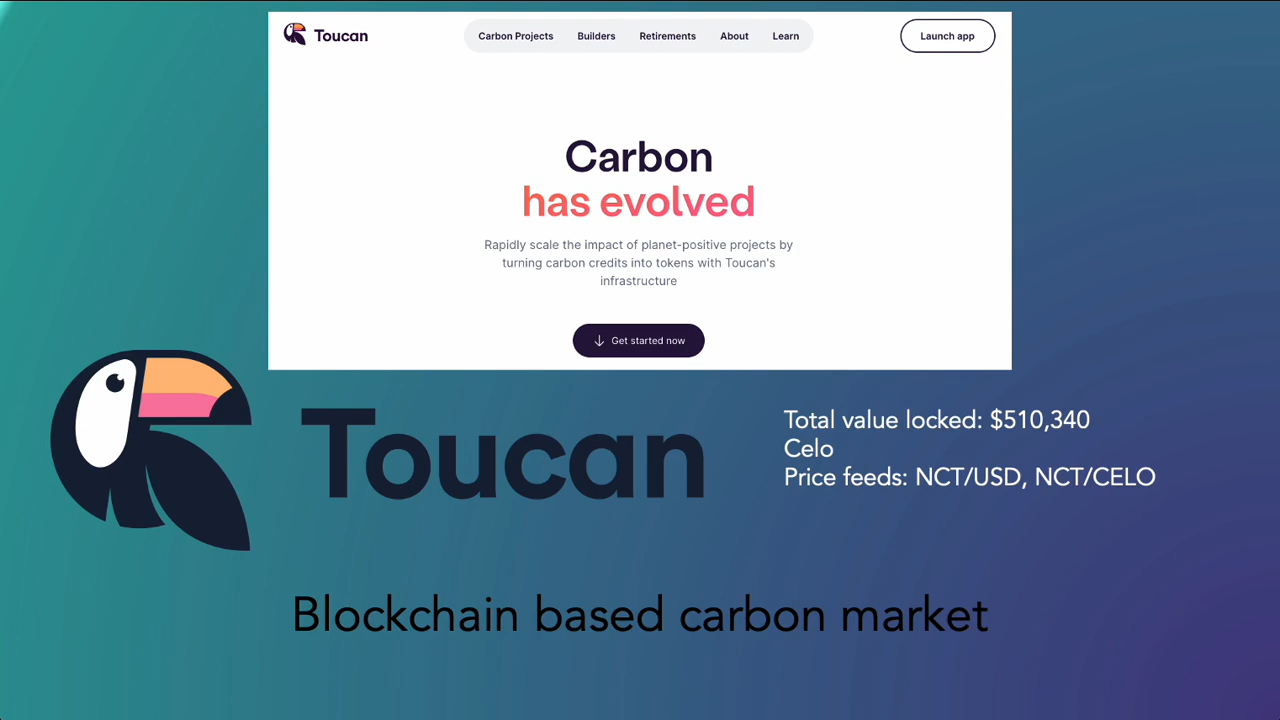 Toucan
Carbon Projects
Builders
Retirements
About
Learn
Launch app
Carbon
has evolved
Rapidly scale the impact of planet-positive projects by
turning carbon credits into tokens with Toucan's
infrastructure
Get started now
Toucan
Total value locked: $510,340
Celo
Price feeds: NCT/USD, NCT/CELO
Blockchain based carbon market